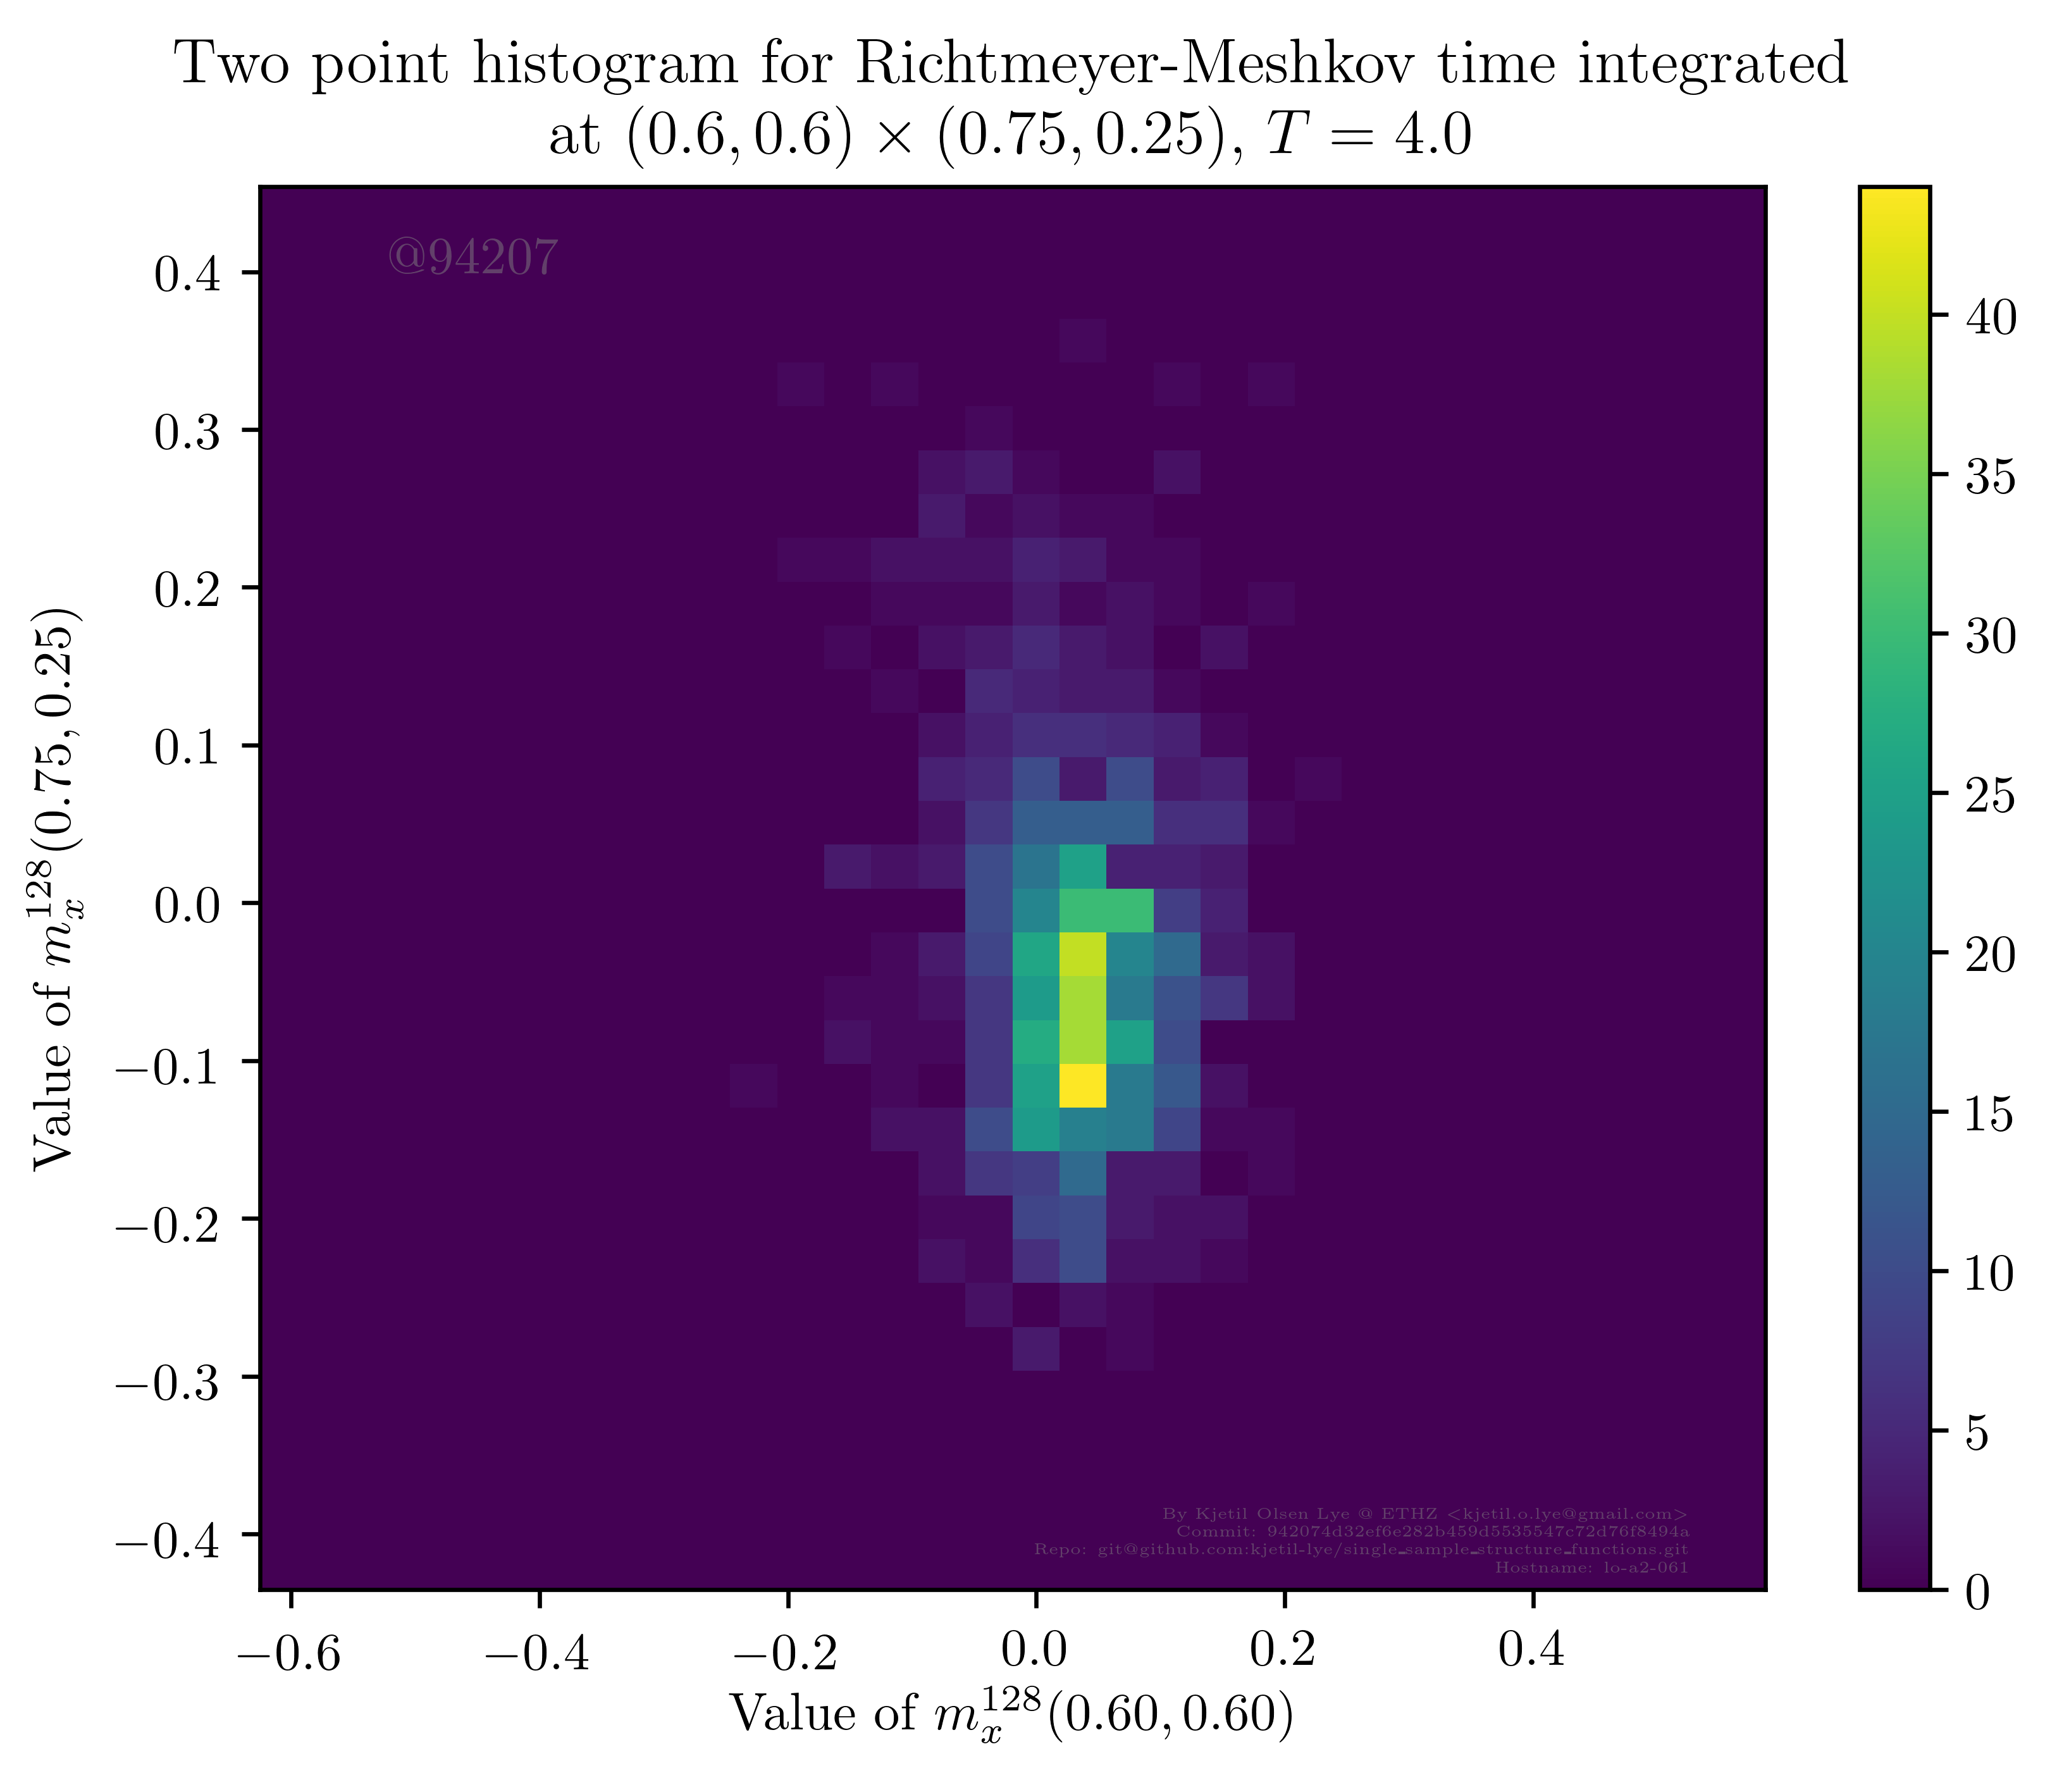 Two point histogram for Richtmeyer-Meshkov time integrated
at (0.6, 0.6) × (0.75, 0.25), T = 4.0
@94207
0.4
0.3
0.2
0.1
0.0
−0.1
−0.2
−0.3
−0.4
Value of m_x^128(0.75, 0.25)
40
35
30
25
20
15
10
5
0
By Kjetil Olsen Lye @ ETHZ <kjetil.o.lye@gmail.com>
Commit: 942074d32ef6e282b459d5535547c72d76f8494a
Repo: git@github.com:kjetil-lye/single_sample_structure_functions.git
Hostname: lo-a2-061
−0.6 −0.4 −0.2 0.0 0.2 0.4
Value of m_x^128(0.60, 0.60)